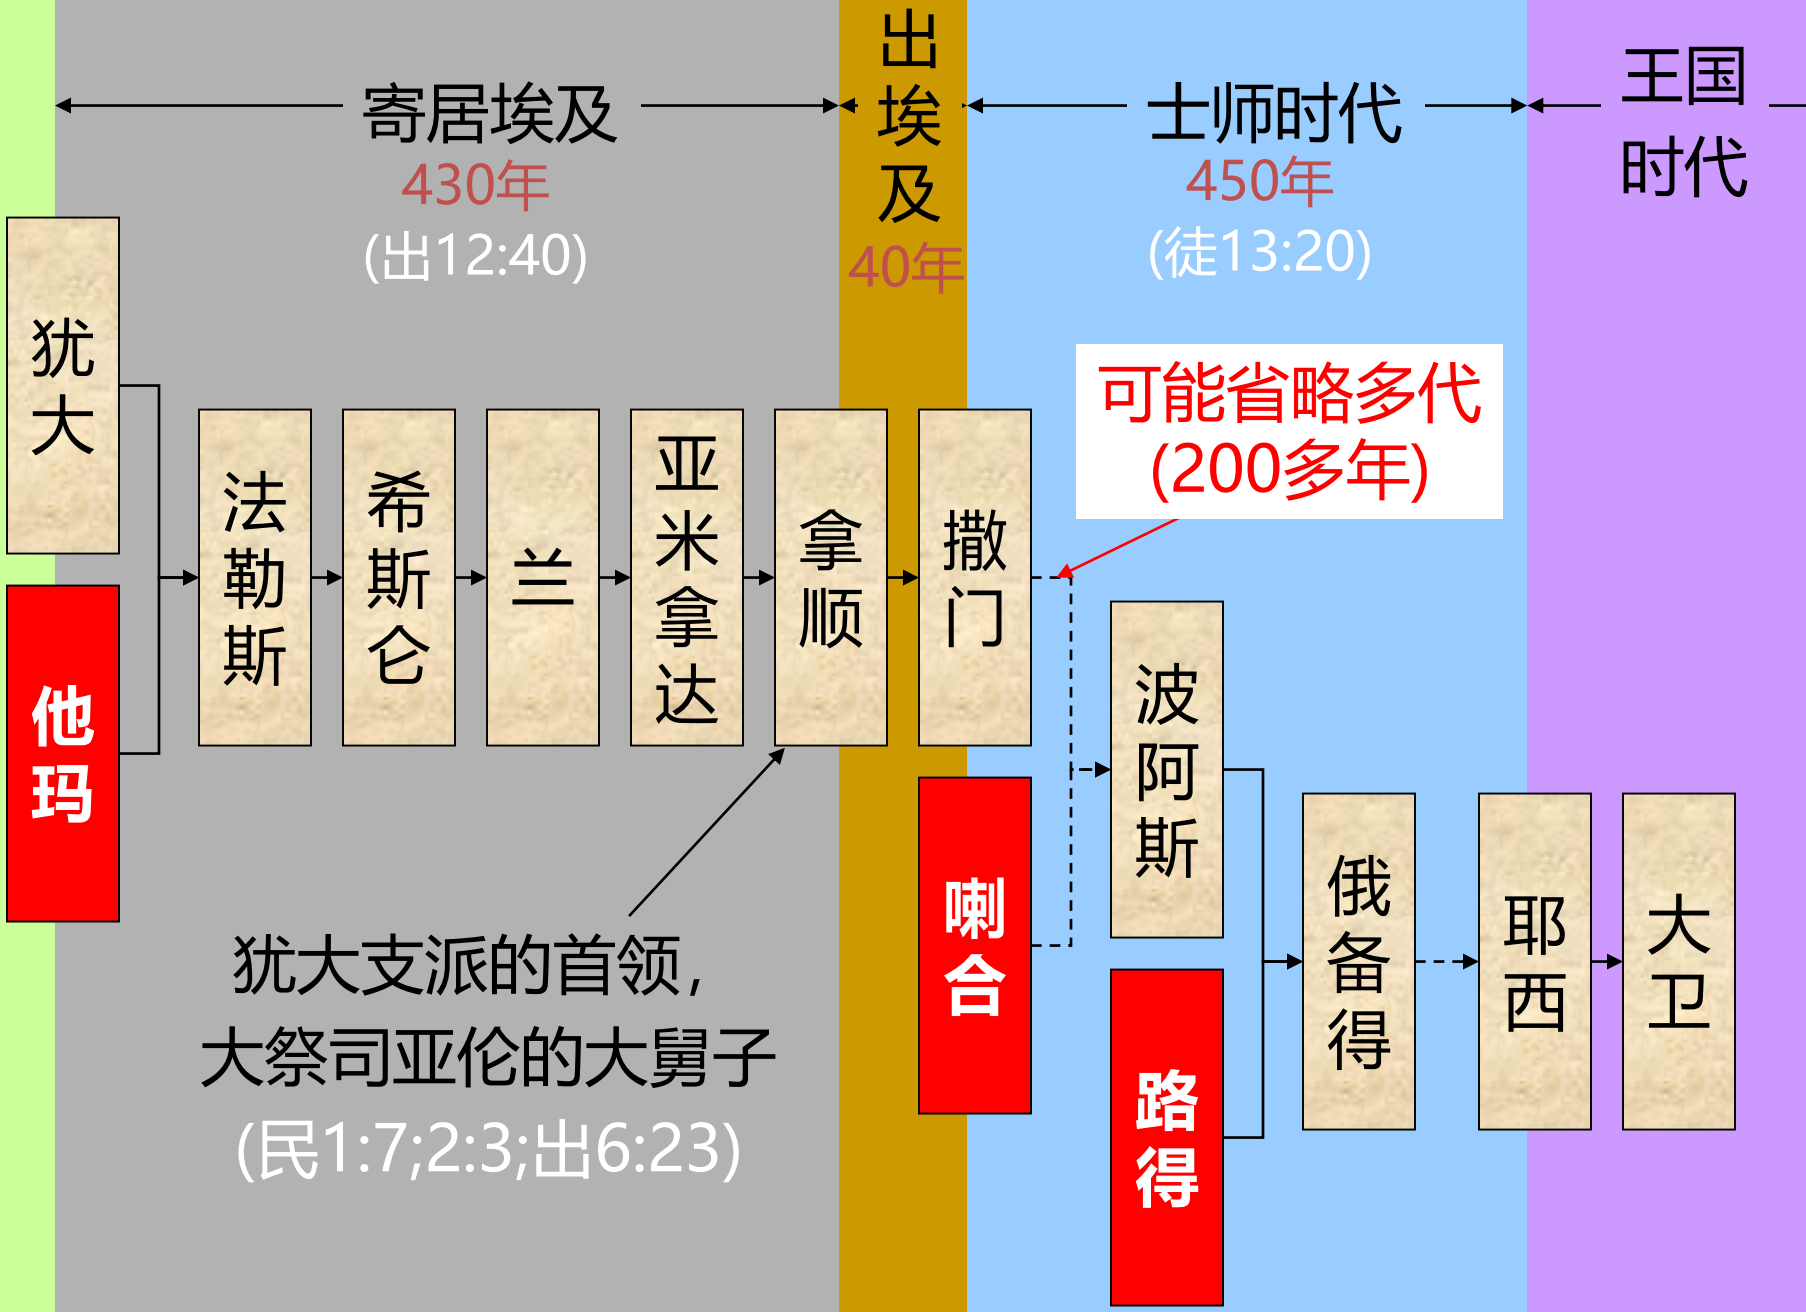 寄居埃及
430年
(出12:40)
出埃及
40年
士师时代
450年
(徒13:20)
王国
时代
犹大
他玛
法勒斯
希斯仑
兰
亚米拿达
拿顺
撒门
喇合
可能省略多代
(200多年)
波阿斯
路得
俄备得
耶西
大卫
犹大支派的首领，
大祭司亚伦的大舅子
(民1:7;2:3;出6:23)